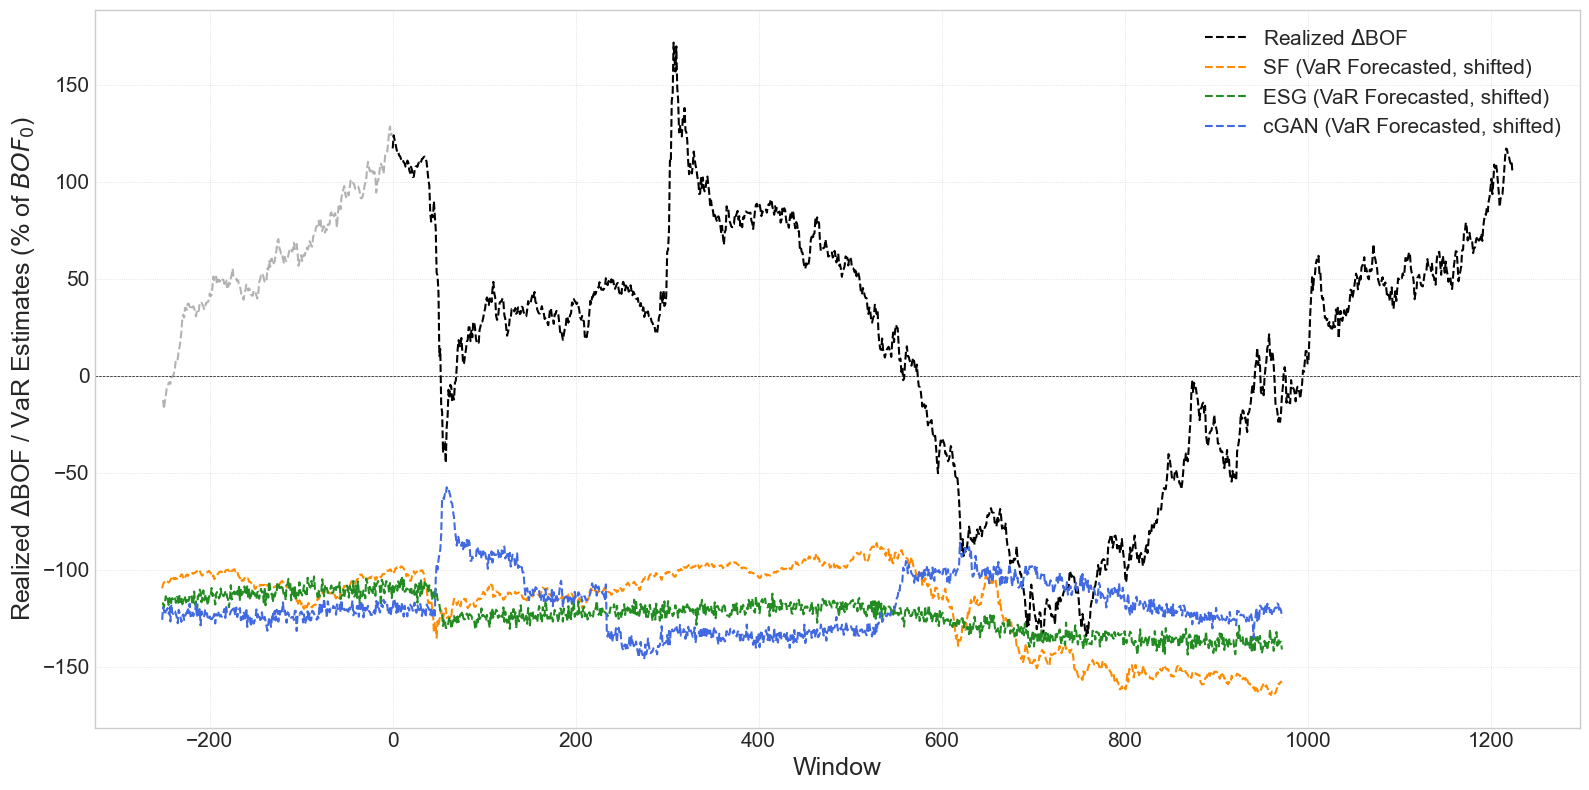 Realized ΔBOF / VaR Estimates (% of BOF₀)
150
100
50
0
−50
−100
−150
Realized ΔBOF
SF (VaR Forecasted, shifted)
ESG (VaR Forecasted, shifted)
cGAN (VaR Forecasted, shifted)
−200 0 200 400 600 800 1000 1200
Window